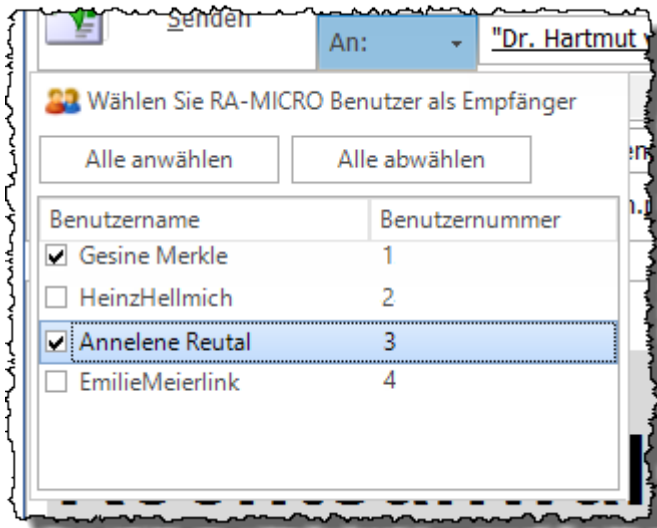 Senden
An:
"Dr. Hartmut
Wählen Sie RA-MICRO Benutzer als Empfänger
Alle anwählen
Alle abwählen
Benutzername Benutzernummer
Gesine Merkle 1
HeinzHellmich 2
Annelene Reutal 3
EmilieMeierlink 4